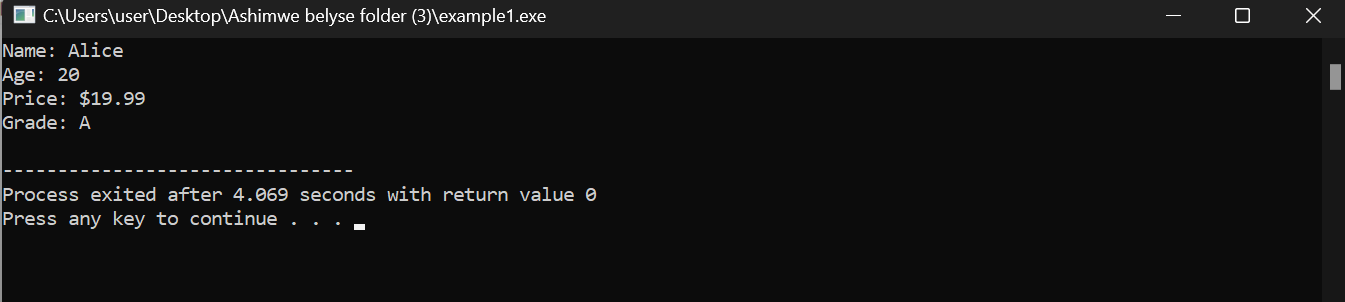 C:\Users\user\Desktop\Ashimwe belyse folder (3)\example1.exe
Name: Alice
Age: 20
Price: $19.99
Grade: A
--------------------------------
Process exited after 4.069 seconds with return value 0
Press any key to continue . . .